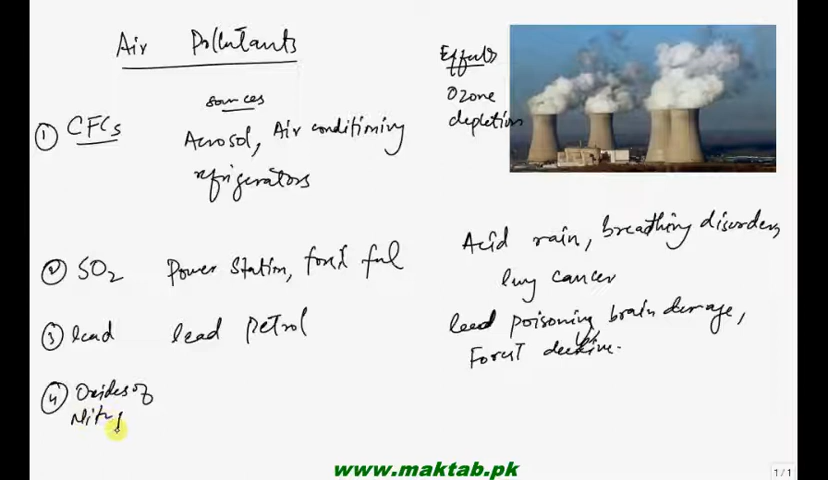 Air Pollutants
Effects
sources
Ozone
depletion
① CFCs
Aerosol, Air conditioning
refrigerators
Acid rain, breathing disorders,
② SO2 Power Station, fossil fuel
lung cancer
③ lead lead petrol
lead poisoning brain damage,
Forest decline.
④ Oxides of
Nitr
www.maktab.pk
1/1